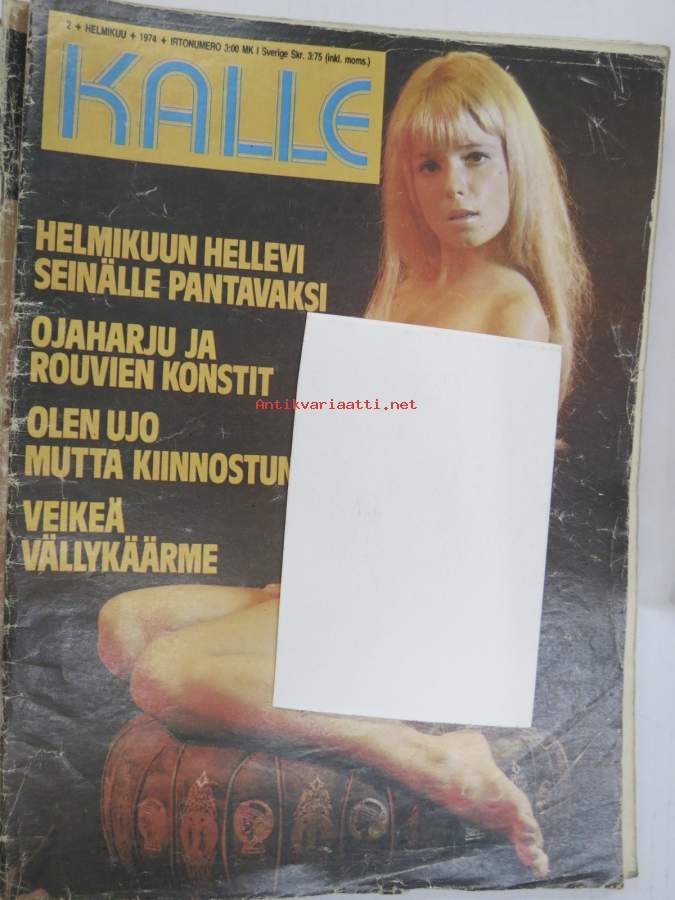 2 + HELMIKUU + 1974 + IRTONUMERO 3:00 MK / Sverige Skr. 3:75 (inkl. moms.)
KALLE
HELMIKUUN HELLEVI
SEINÄLLE PANTAVAKSI
OJAHARJU JA
ROUVIEN KONSTIT
Antikvariaatti.net
OLEN UJO
MUTTA KIINNOSTUN
VEIKEÄ
VÄLLYKÄÄRME